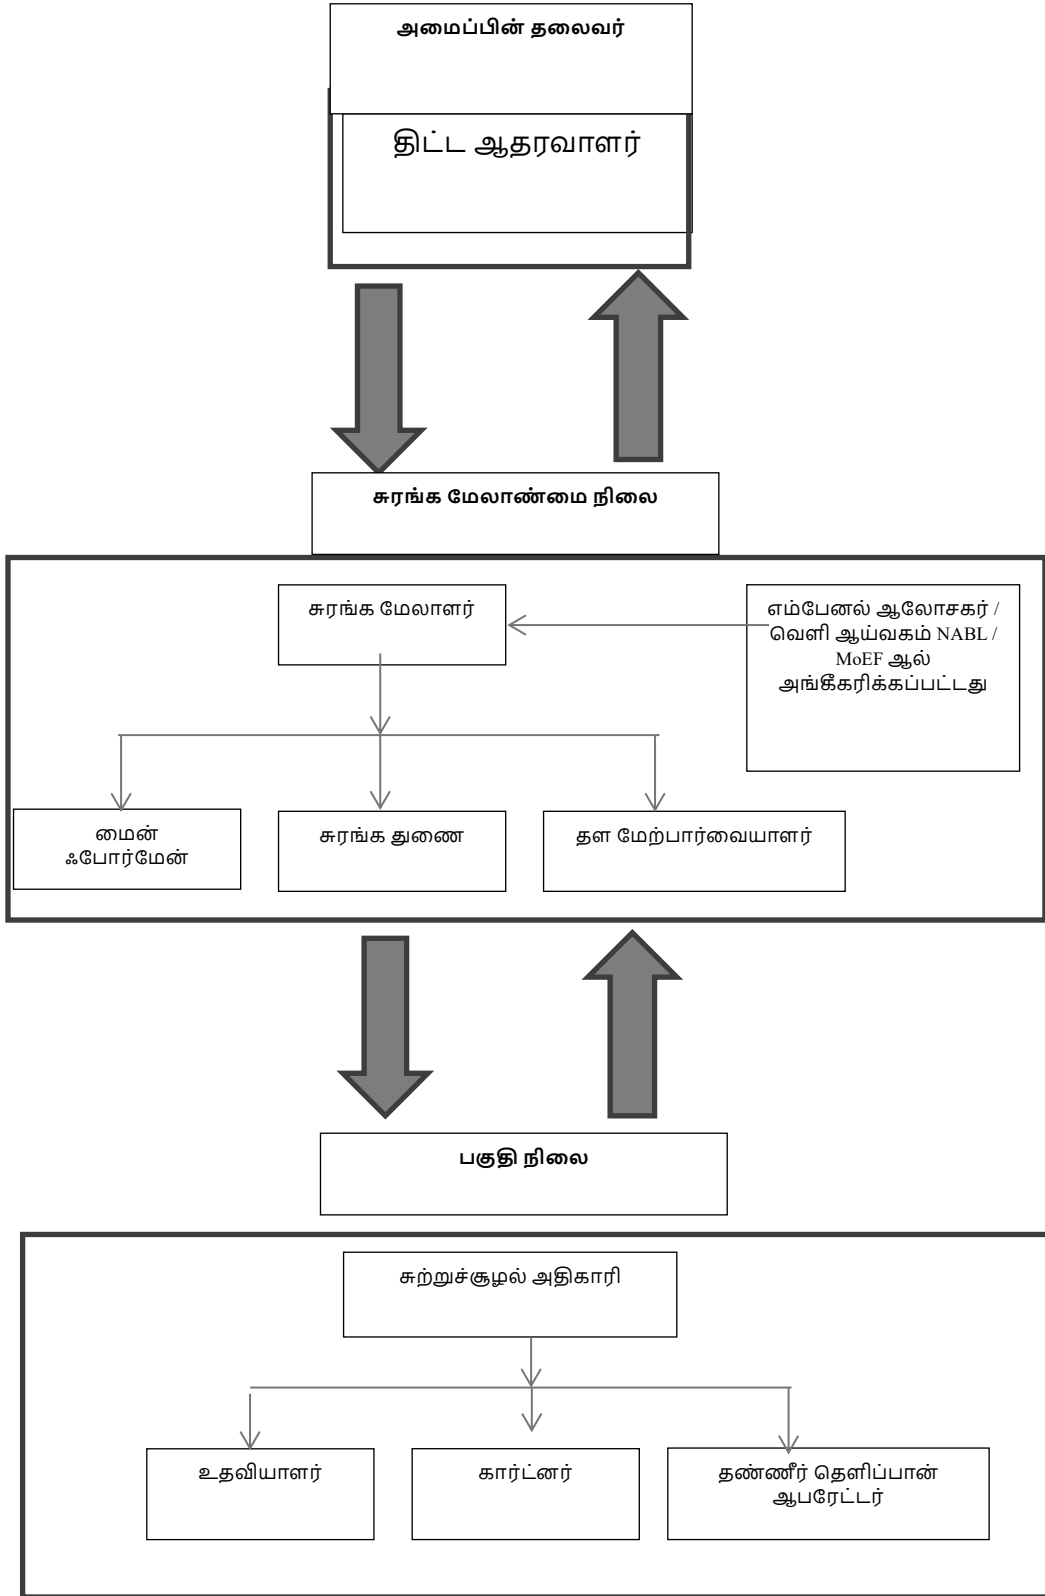 அமைப்பின் தலைவர்
திட்ட ஆதரவாளர்
சுரங்க மேலாண்மை நிலை
சுரங்க மேலாளர்
எம்பேனல் ஆலோசகர் /
வெளி ஆய்வகம் NABL /
MoEF ஆல்
அங்கீகரிக்கப்பட்டது
மைன்
ஃபோர்மேன்
சுரங்க துணை
தள மேற்பார்வையாளர்
பகுதி நிலை
சுற்றுச்சூழல் அதிகாரி
உதவியாளர்
கார்ட்னர்
தண்ணீர் தெளிப்பான்
ஆபரேட்டர்